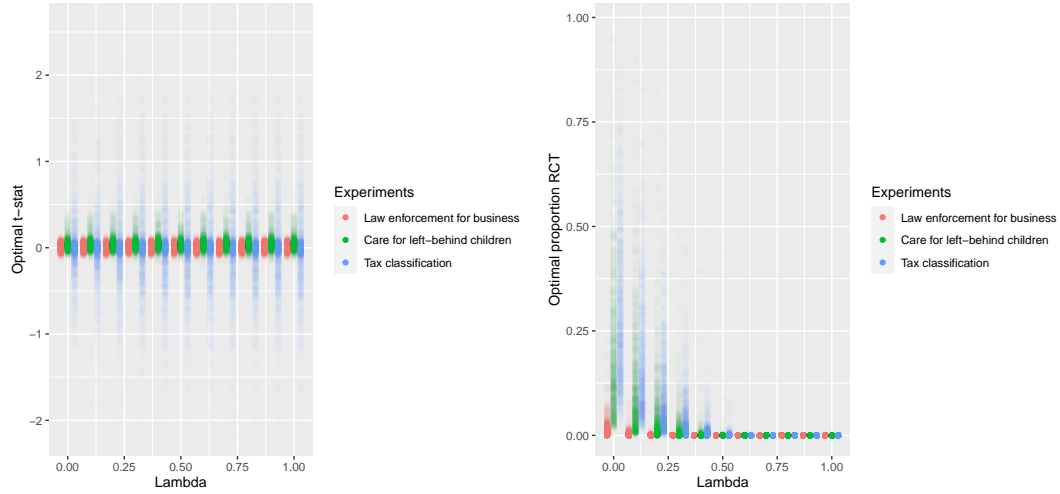 2
1
0
−1
−2
Optimal t−stat
0.00 0.25 0.50 0.75 1.00
Lambda
Experiments
Law enforcement for business
Care for left−behind children
Tax classification
1.00
0.75
0.50
0.25
0.00
Optimal proportion RCT
0.00 0.25 0.50 0.75 1.00
Lambda
Experiments
Law enforcement for business
Care for left−behind children
Tax classification